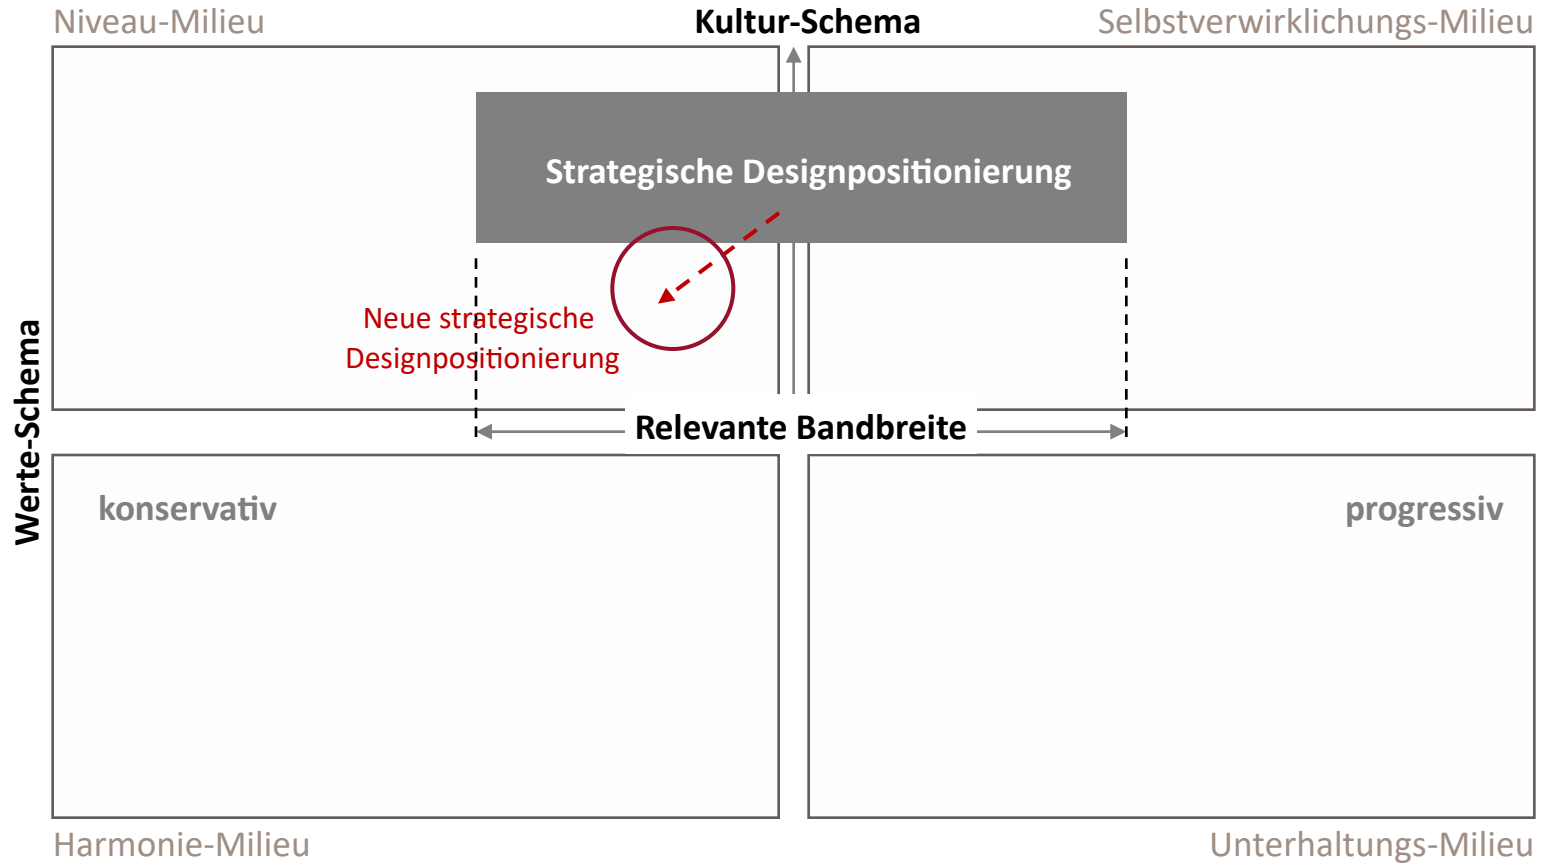 Niveau-Milieu
Kultur-Schema
Selbstverwirklichungs-Milieu
Strategische Designpositionierung
Neue strategische
Designpositionierung
Werte-Schema
Relevante Bandbreite
konservativ
progressiv
Harmonie-Milieu
Unterhaltungs-Milieu